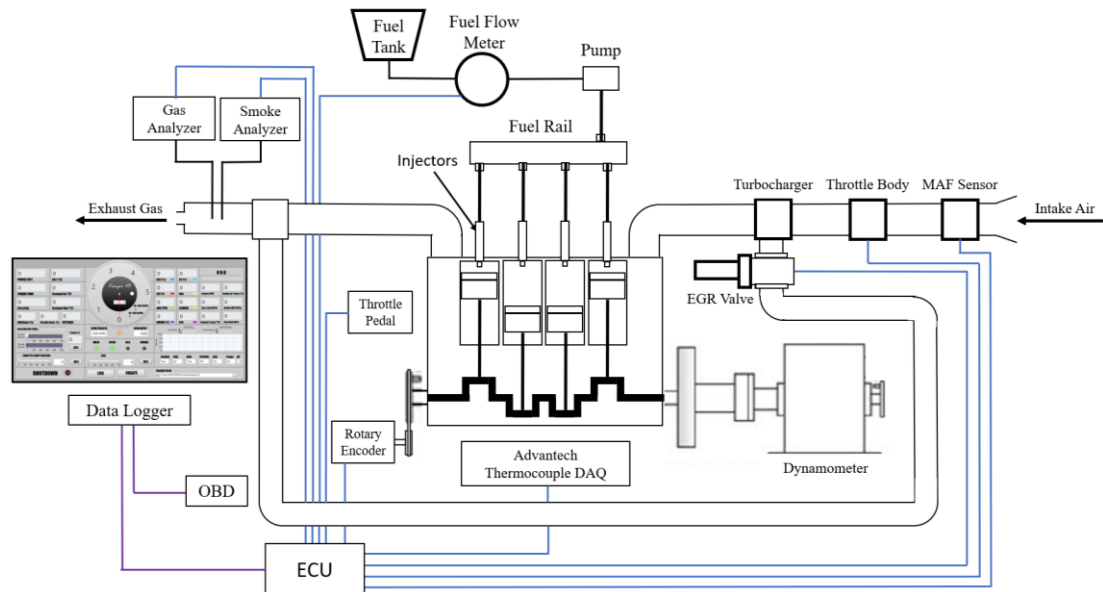 Fuel
Tank
Fuel Flow
Meter
Pump
Gas
Analyzer
Smoke
Analyzer
Fuel Rail
Injectors
Turbocharger
Throttle Body
MAF Sensor
Exhaust Gas
Intake Air
EGR Valve
Throttle
Pedal
SHUTDOWN
Data Logger
Rotary
Encoder
Advantech
Thermocouple DAQ
Dynamometer
OBD
ECU